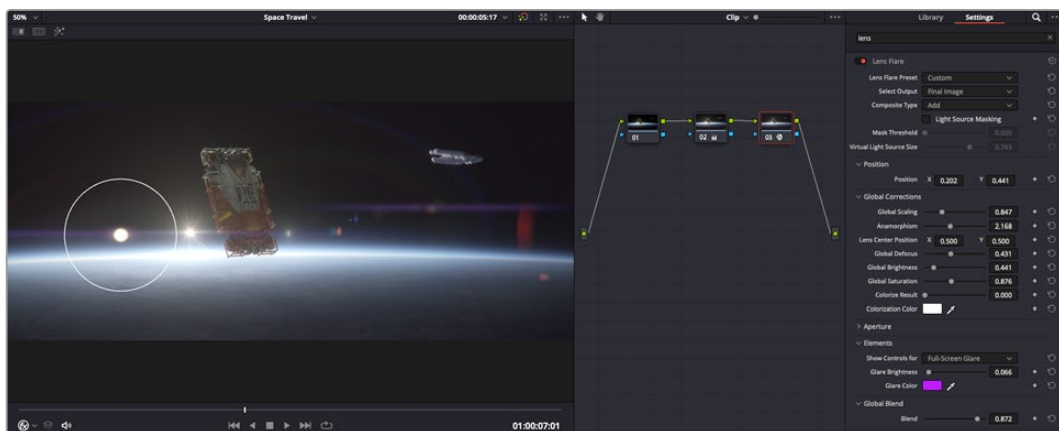 50%
Space Travel
00:00:05:17
Clip
Library
Settings
lens
Lens Flare
Lens Flare Preset
Custom
Select Output
Final Image
Composite Type
Add
Light Source Masking
Mask Threshold
0.000
Virtual Light Source Size
0.763
Position
Position X 0.202 Y 0.441
Global Corrections
Global Scaling
0.847
Anamorphism
2.168
Lens Center Position X 0.500 Y 0.500
Global Defocus
0.431
Global Brightness
0.441
Global Saturation
0.876
Colorize Result
0.000
Colorization Color
Aperture
Elements
Show Controls for
Full-Screen Glare
Glare Brightness
0.066
Glare Color
Global Blend
Blend
0.872
01
02
03
01:00:07:01